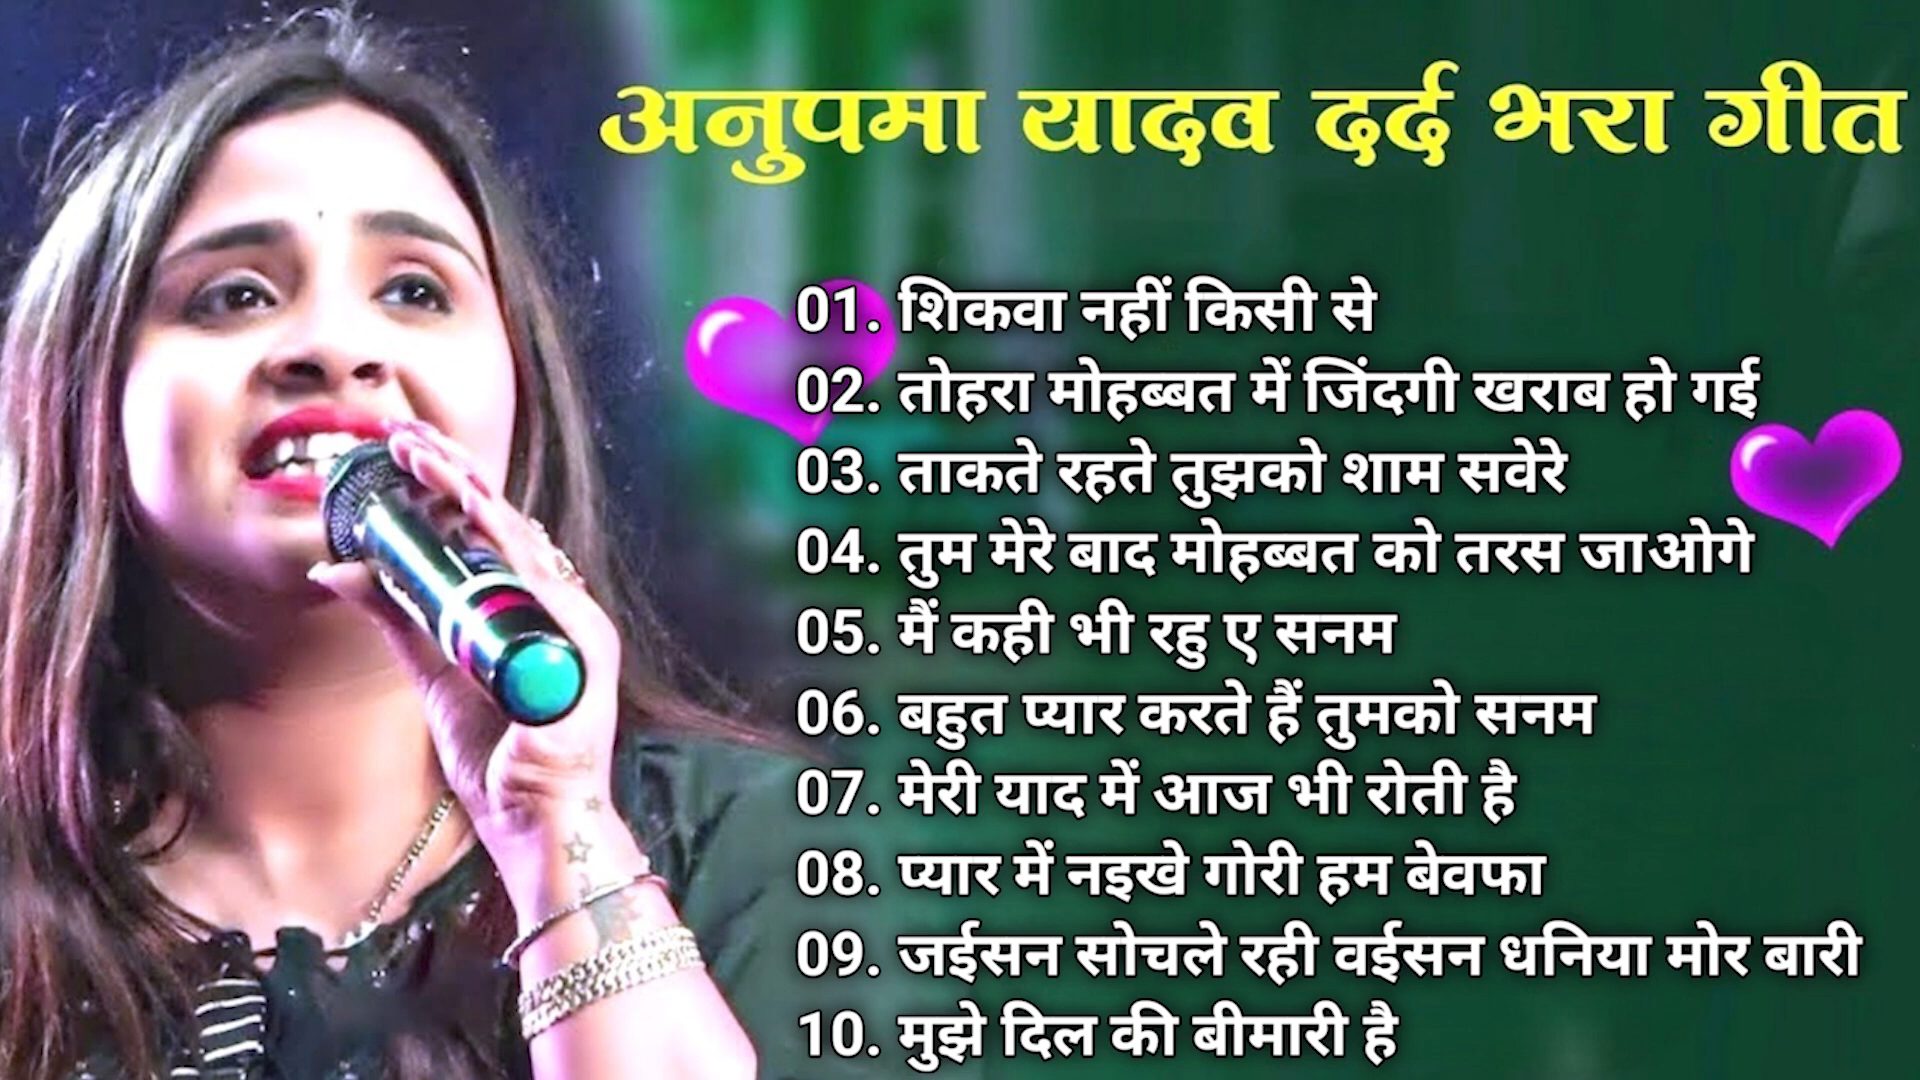 अनुपमा यादव दर्द भरा गीत
01. शिकवा नहीं किसी से
02. तोहरा मोहब्बत में जिंदगी खराब हो गई
03. ताकते रहते तुझको शाम सवेरे
04. तुम मेरे बाद मोहब्बत को तरस जाओगे
05. मैं कही भी रहु ए सनम
06. बहुत प्यार करते हैं तुमको सनम
07. मेरी याद में आज भी रोती है
08. प्यार में नइखे गोरी हम बेवफा
09. जईसन सोचले रही वईसन धनिया मोर बारी
10. मुझे दिल की बीमारी है